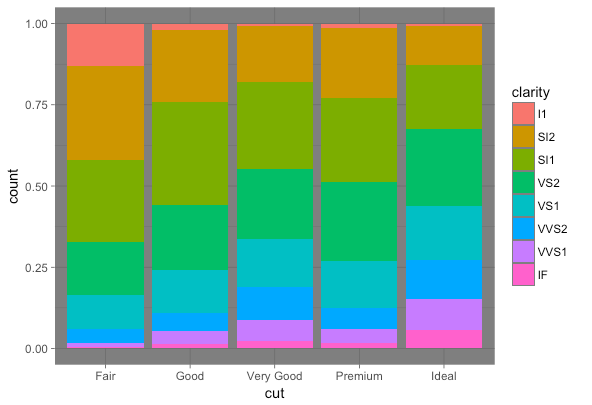 1.00
0.75
0.50
0.25
0.00
count
Fair Good Very Good Premium Ideal
cut
clarity
I1
SI2
SI1
VS2
VS1
VVS2
VVS1
IF